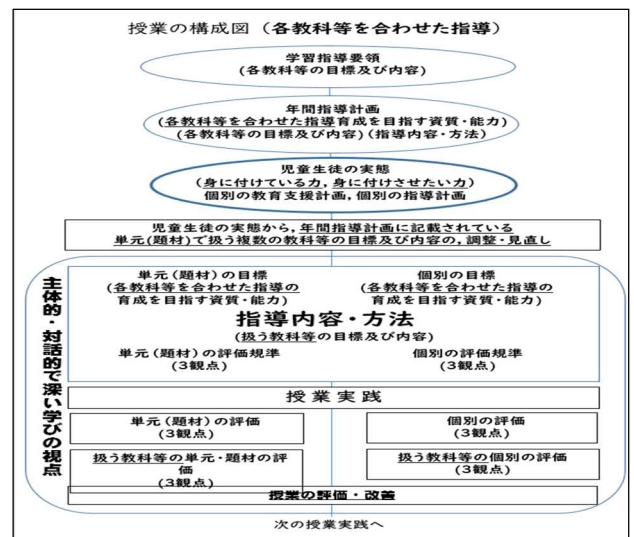 授業の構成図（各教科等を合わせた指導）
学習指導要領
(各教科等の目標及び内容)
年間指導計画
(各教科等を合わせた指導育成を目指す資質・能力)
(各教科等の目標及び内容)(指導内容・方法)
児童生徒の実態
(身に付けている力，身に付けさせたい力)
個別の教育支援計画，個別の指導計画
児童生徒の実態から，年間指導計画に記載されている
単元(題材)で扱う複数の教科等の目標及び内容の，調整・見直し
主体的・対話的で深い学びの視点
単元(題材)の目標
(各教科等を合わせた指導の
育成を目指す資質・能力)
個別の目標
(各教科等を合わせた指導の
育成を目指す資質・能力)
指導内容・方法
(扱う教科等の目標及び内容)
単元(題材)の評価規準
(3観点)
個別の評価規準
(3観点)
授業実践
単元(題材)の評価
(3観点)
個別の評価
(3観点)
扱う教科等の単元・題材の評
価
(3観点)
扱う教科等の個別の評価
(3観点)
授業の評価・改善
次の授業実践へ